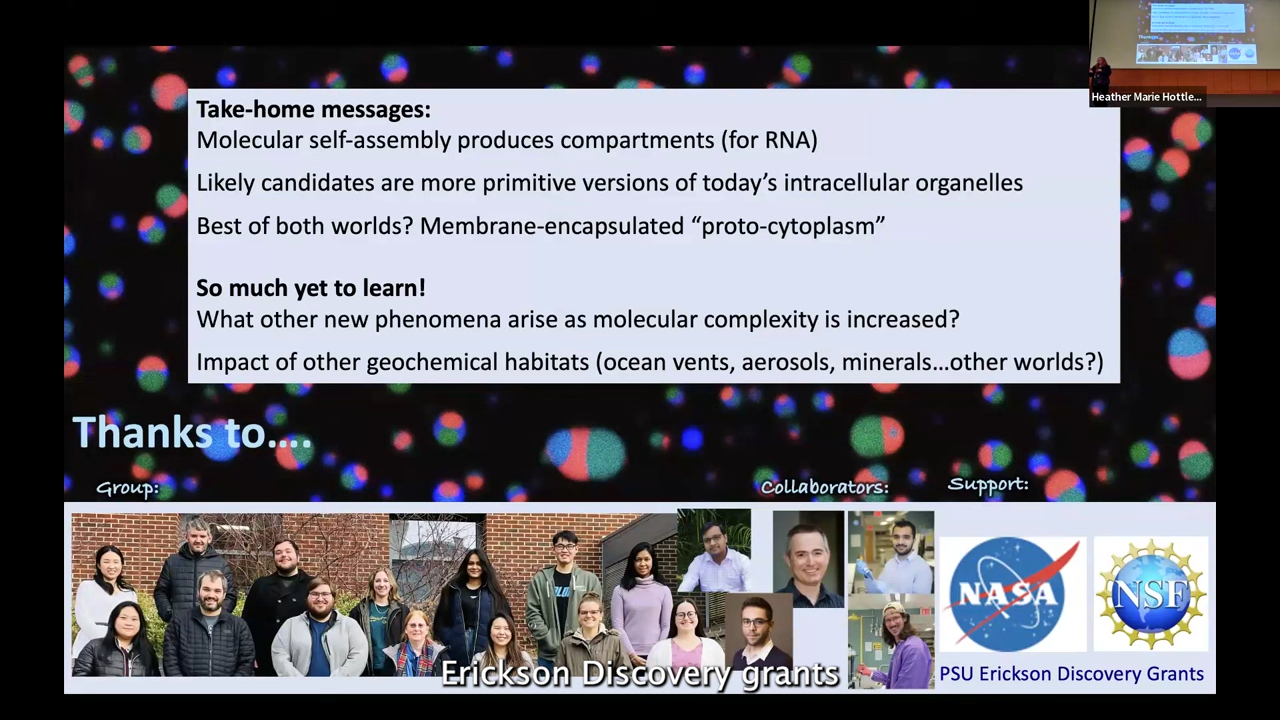 Take-home messages:
Molecular self-assembly produces compartments (for RNA)
Likely candidates are more primitive versions of today’s intracellular organelles
Best of both worlds? Membrane-encapsulated “proto-cytoplasm”
So much yet to learn!
What other new phenomena arise as molecular complexity is increased?
Impact of other geochemical habitats (ocean vents, aerosols, minerals…other worlds?)
Heather Marie Hottle...
Thanks to….
Group:
Collaborators:
Support:
NASA
NSF
PSU Erickson Discovery Grants
Erickson Discovery grants